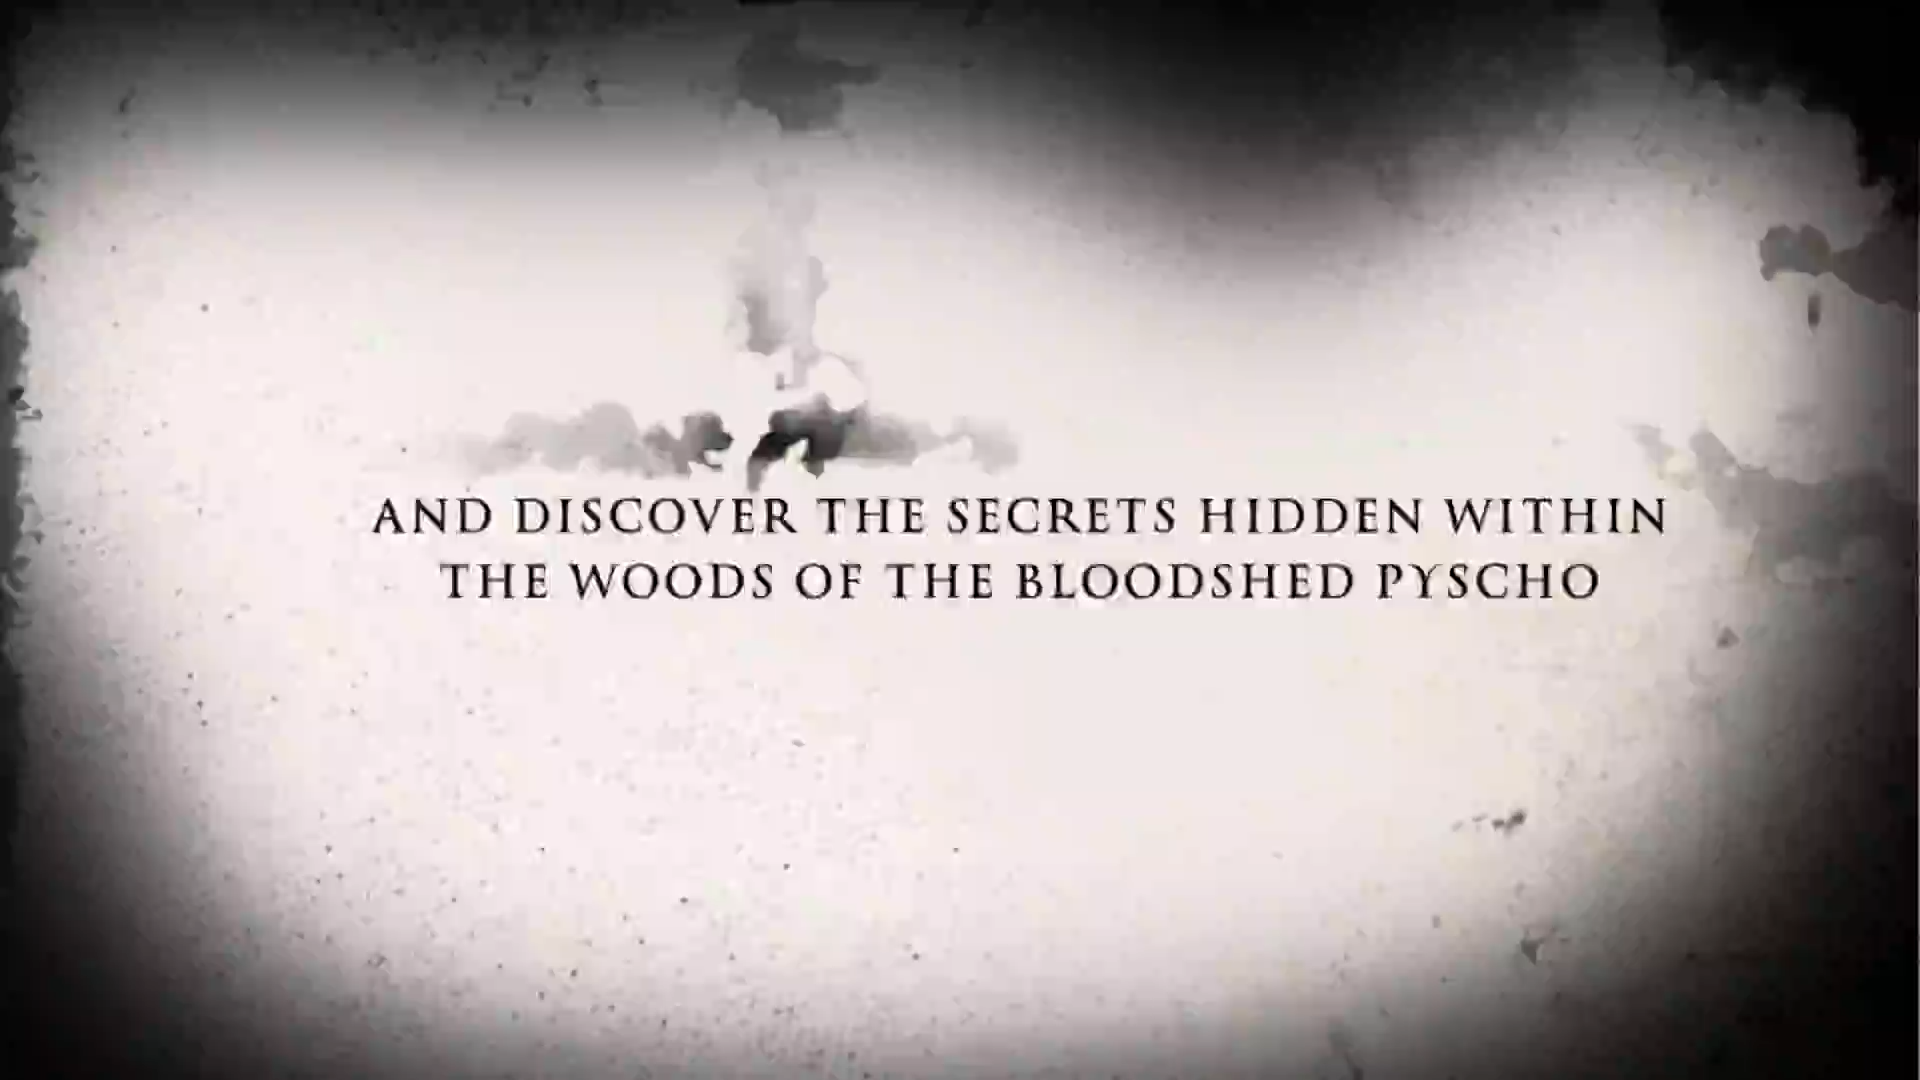 AND DISCOVER THE SECRETS HIDDEN WITHIN
THE WOODS OF THE BLOODSHED PYSCHO